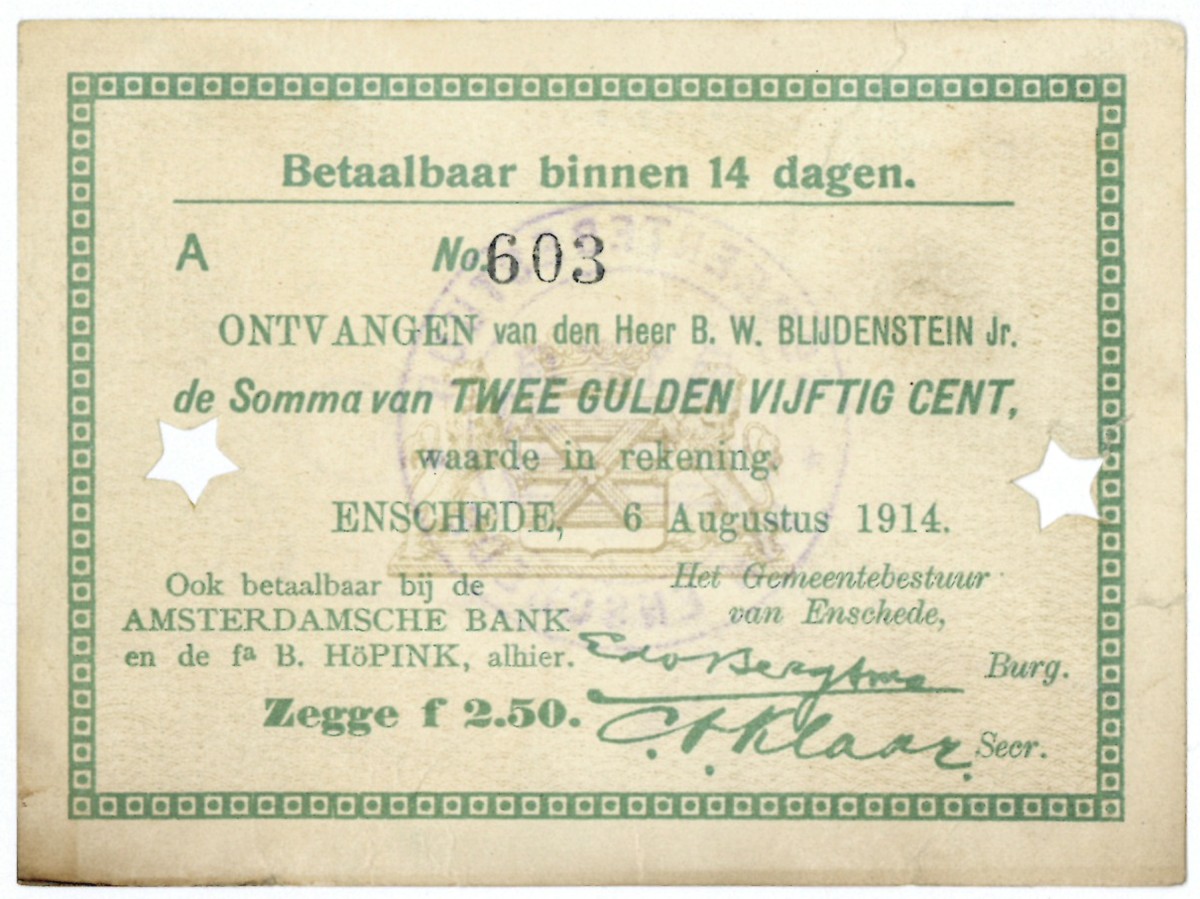 Betaalbaar binnen 14 dagen.
A No. 603
ONTVANGEN van den Heer B. W. BLIJDENSTEIN Jr.
de Somma van TWEE GULDEN VIJFTIG CENT,
waarde in rekening.
ENSCHEDE, 6 Augustus 1914.
Ook betaalbaar bij de
AMSTERDAMSCHE BANK
en de fa B. HöPINK, alhier.
Zegge f 2.50.
Het Gemeentebestuur
van Enschede,
Burg.
Secr.